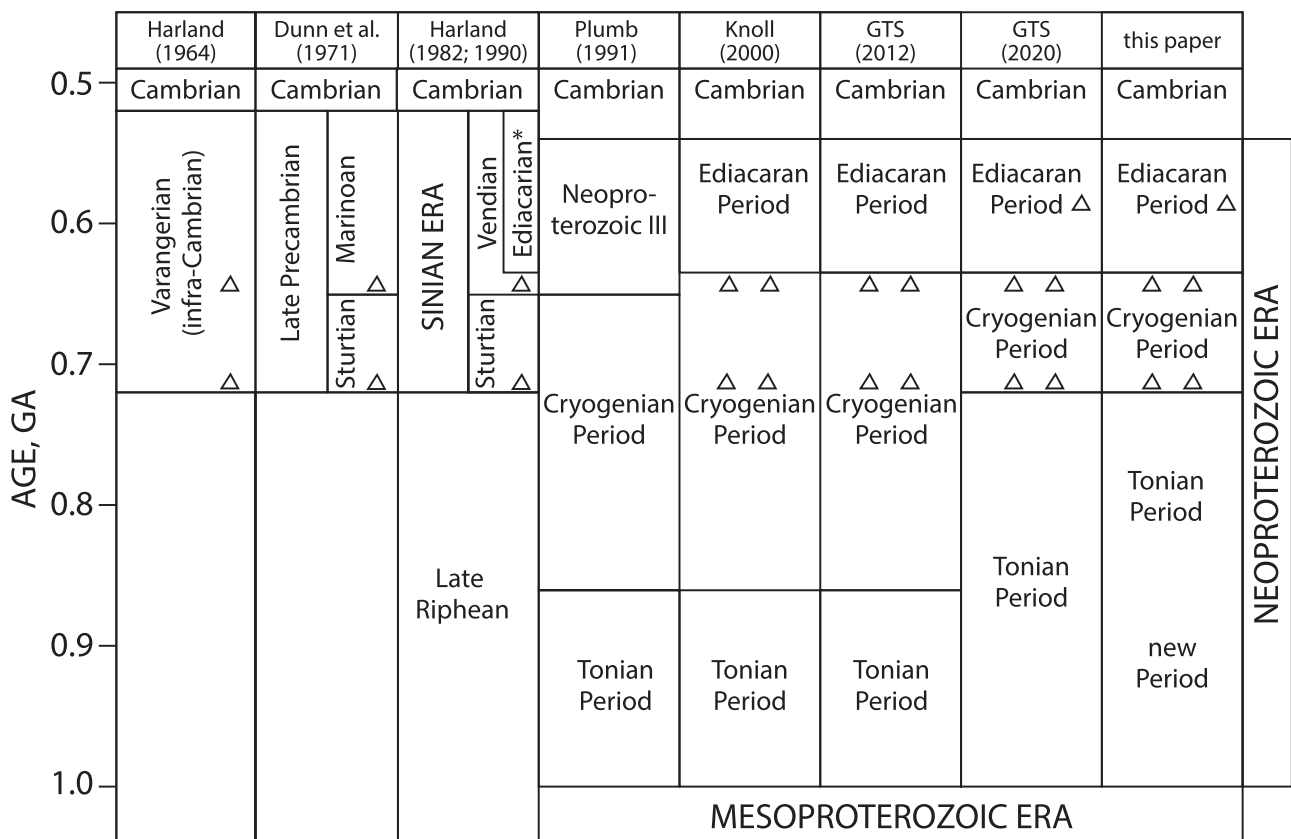 Harland
(1964)
Dunn et al.
(1971)
Harland
(1982; 1990)
Plumb
(1991)
Knoll
(2000)
GTS
(2012)
GTS
(2020)
this paper
AGE, GA
0.5
0.6
0.7
0.8
0.9
1.0
Cambrian
Varangerian
(infra-Cambrian)
Cambrian
Late Precambrian
Marinoan
Sturtian
Cambrian
SINIAN ERA
Vendian
Ediacarian*
Sturtian
Late
Riphean
Cambrian
Neopro-
terozoic III
Cryogenian
Period
Tonian
Period
Cambrian
Ediacaran
Period
Cryogenian
Period
Tonian
Period
Cambrian
Ediacaran
Period
Cryogenian
Period
Tonian
Period
Cambrian
Ediacaran
Period
Cryogenian
Period
Tonian
Period
Cambrian
Ediacaran
Period
Cryogenian
Period
Tonian
Period
new
Period
NEOPROTEROZOIC ERA
MESOPROTEROZOIC ERA